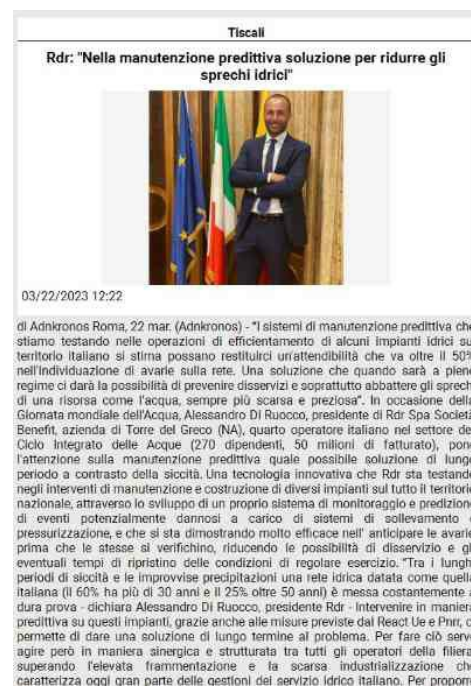 Tiscali
Rdr: "Nella manutenzione predittiva soluzione per ridurre gli
sprechi idrici"
03/22/2023 12:22
di Adnkronos Roma, 22 mar. (Adnkronos) - "I sistemi di manutenzione predittiva che
stiamo testando nelle operazioni di efficientamento di alcuni impianti idrici sul
territorio italiano si stima possano restituirci un'attendibilità che va oltre il 50%
nell'individuazione di avarie sulla rete. Una soluzione che quando sarà a pieno
regime ci darà la possibilità di prevenire disservizi e soprattutto abbattere gli sprechi
di una risorsa come l'acqua, sempre più scarsa e preziosa". In occasione della
Giornata mondiale dell'Acqua, Alessandro Di Ruocco, presidente di Rdr Spa Società
Benefit, azienda di Torre del Greco (NA), quarto operatore italiano nel settore del
Ciclo Integrato delle Acque (270 dipendenti, 50 milioni di fatturato), pone
l'attenzione sulla manutenzione predittiva quale possibile soluzione di lungo
periodo a contrasto della siccità. Una tecnologia innovativa che Rdr sta testando
negli interventi di manutenzione e costruzione di diversi impianti sul tutto il territorio
nazionale, attraverso lo sviluppo di un proprio sistema di monitoraggio e predizione
di eventi potenzialmente dannosi a carico di sistemi di sollevamento e
pressurizzazione, e che si sta dimostrando molto efficace nell' anticipare le avarie
prima che le stesse si verifichino, riducendo le possibilità di disservizio e gli
eventuali tempi di ripristino delle condizioni di regolare esercizio. "Tra i lunghi
periodi di siccità e le improvvise precipitazioni una rete idrica datata come quella
italiana (il 60% ha più di 30 anni e il 25% oltre 50 anni) è messa costantemente a
dura prova - dichiara Alessandro Di Ruocco, presidente Rdr - Intervenire in maniera
predittiva su questi impianti, grazie anche alle misure previste dal React Ue e Pnrr, ci
permette di dare una soluzione di lungo termine al problema. Per fare ciò serve
agire però in maniera sinergica e strutturata tra tutti gli operatori della filiera,
superando l'elevata frammentazione e la scarsa industrializzazione che
caratterizza oggi gran parte delle gestioni del servizio idrico italiano. Per proporre